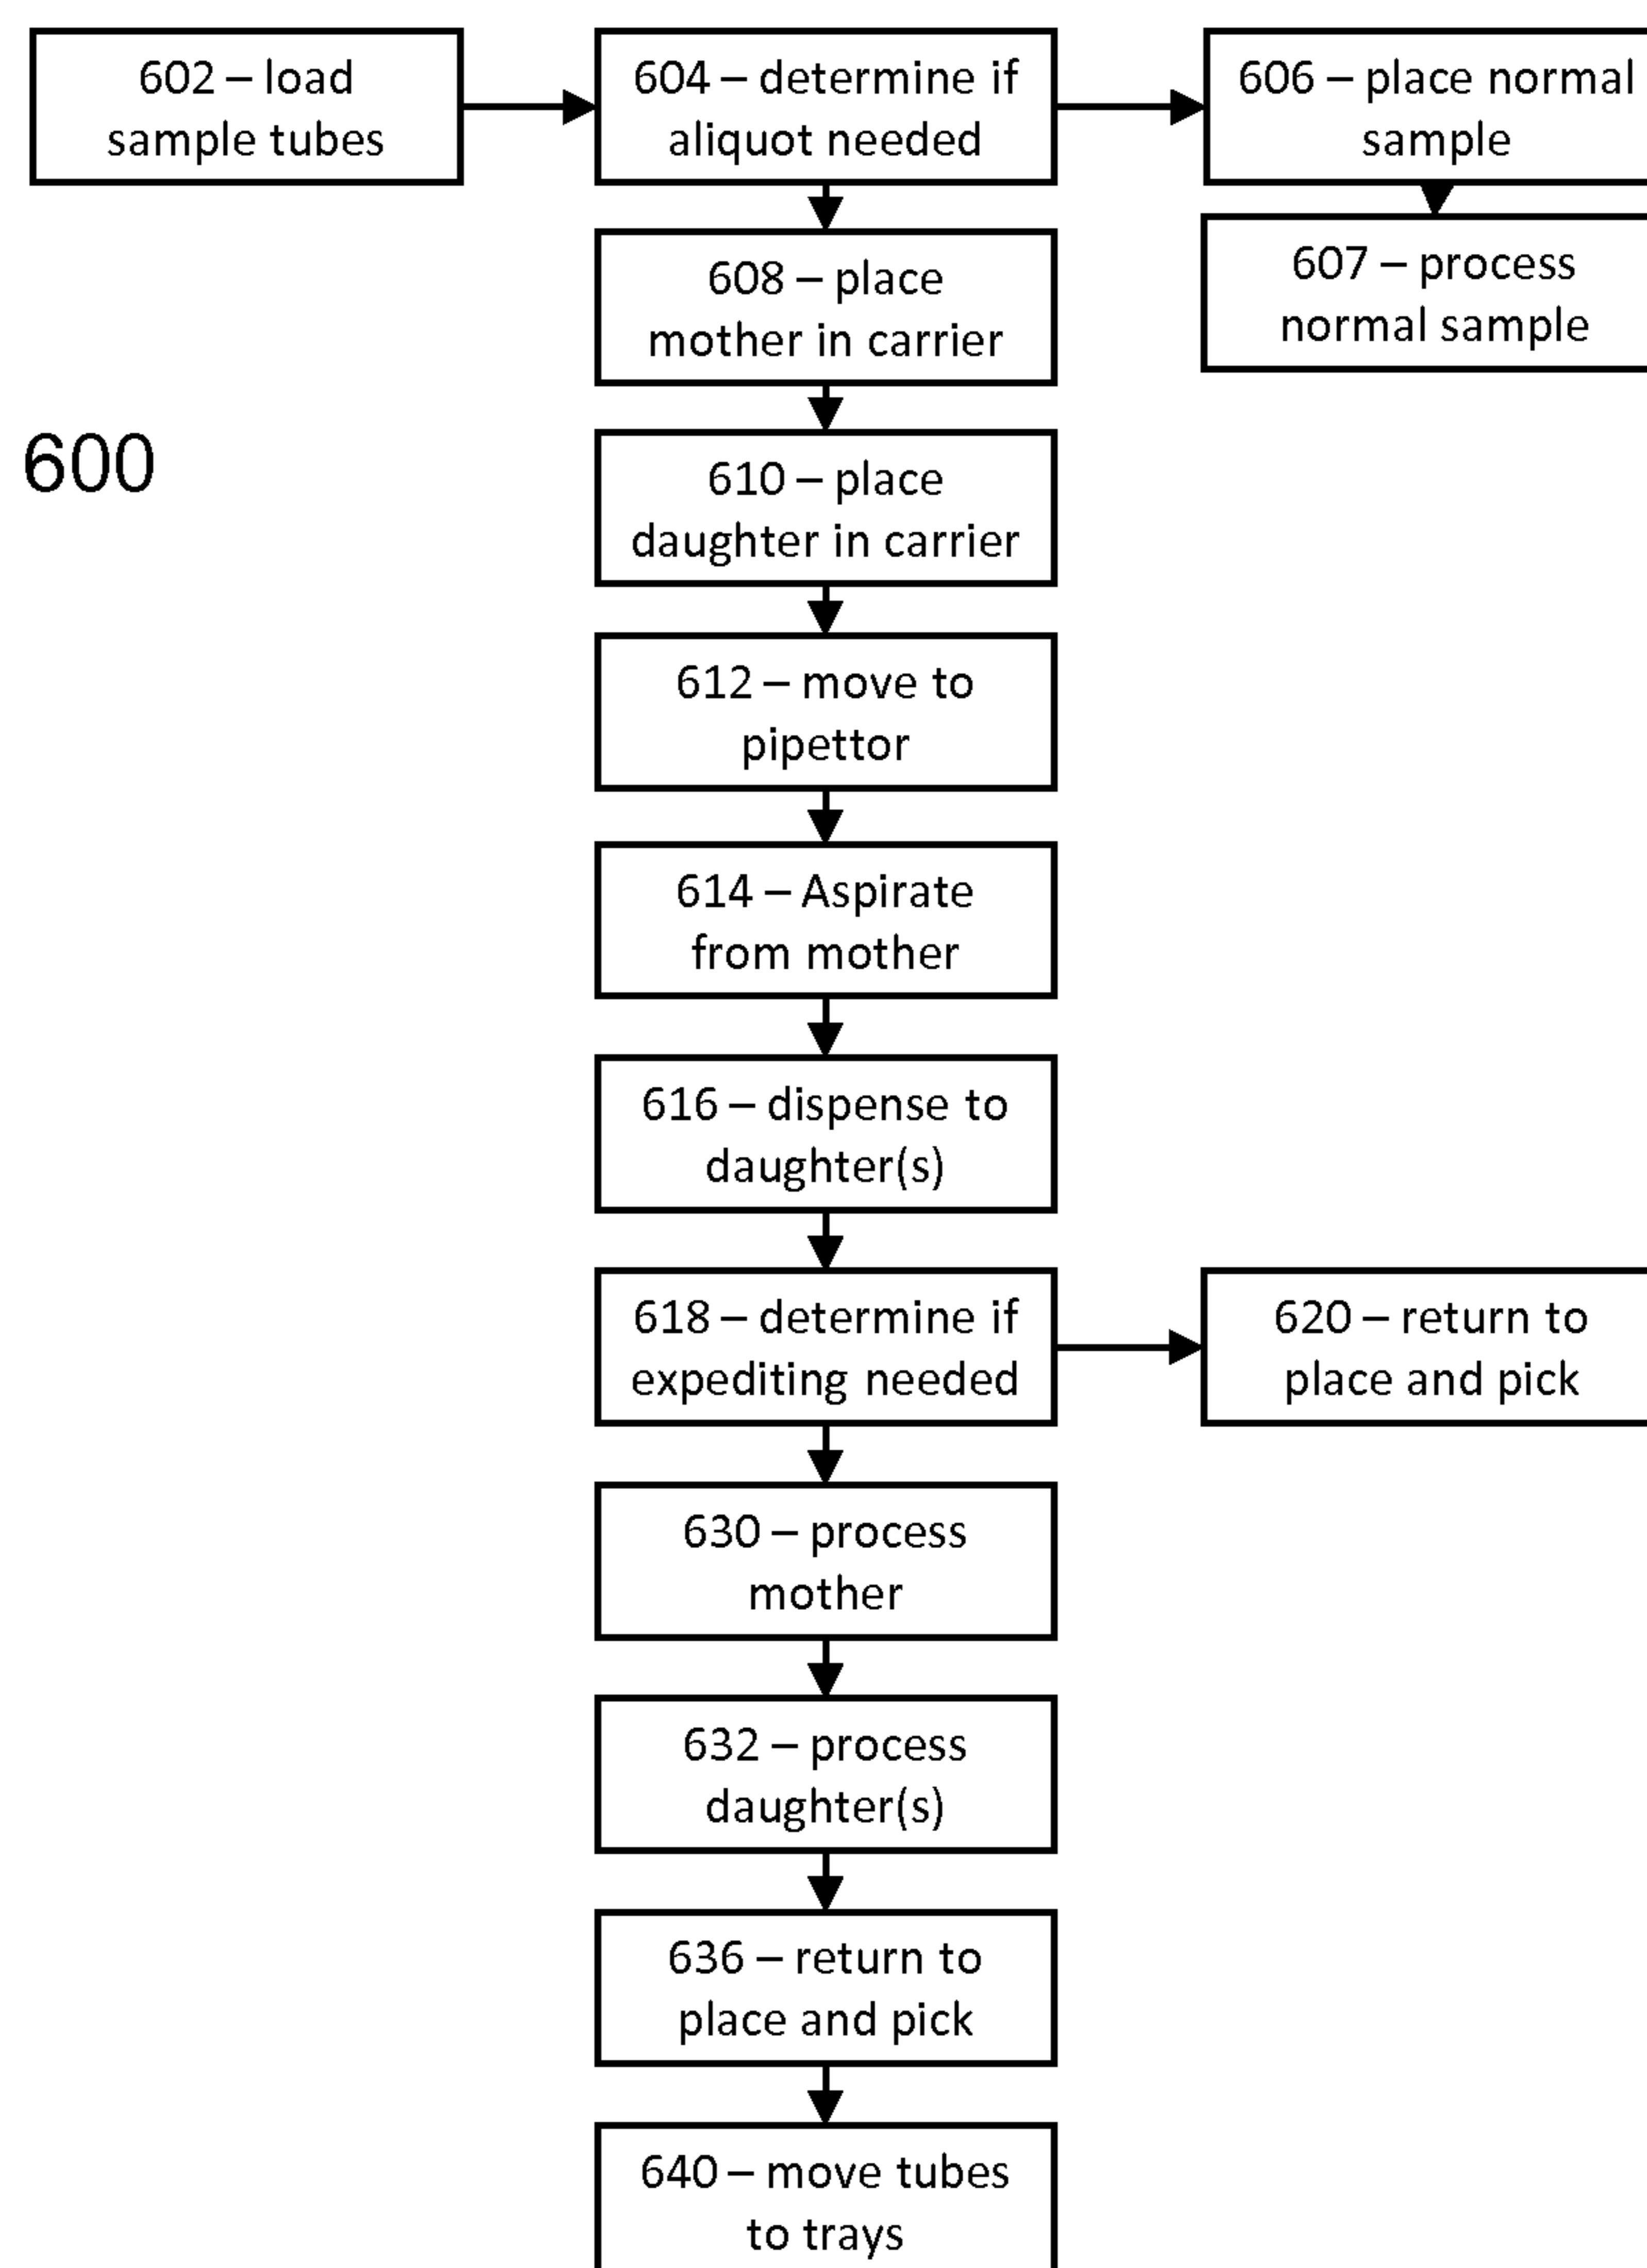 602 – load
sample tubes
604 – determine if
aliquot needed
606 – place normal
sample
607 – process
normal sample
608 – place
mother in carrier
600
610 – place
daughter in carrier
612 – move to
pipettor
614 – Aspirate
from mother
616 – dispense to
daughter(s)
618 – determine if
expediting needed
620 – return to
place and pick
630 – process
mother
632 – process
daughter(s)
636 – return to
place and pick
640 – move tubes
to trays